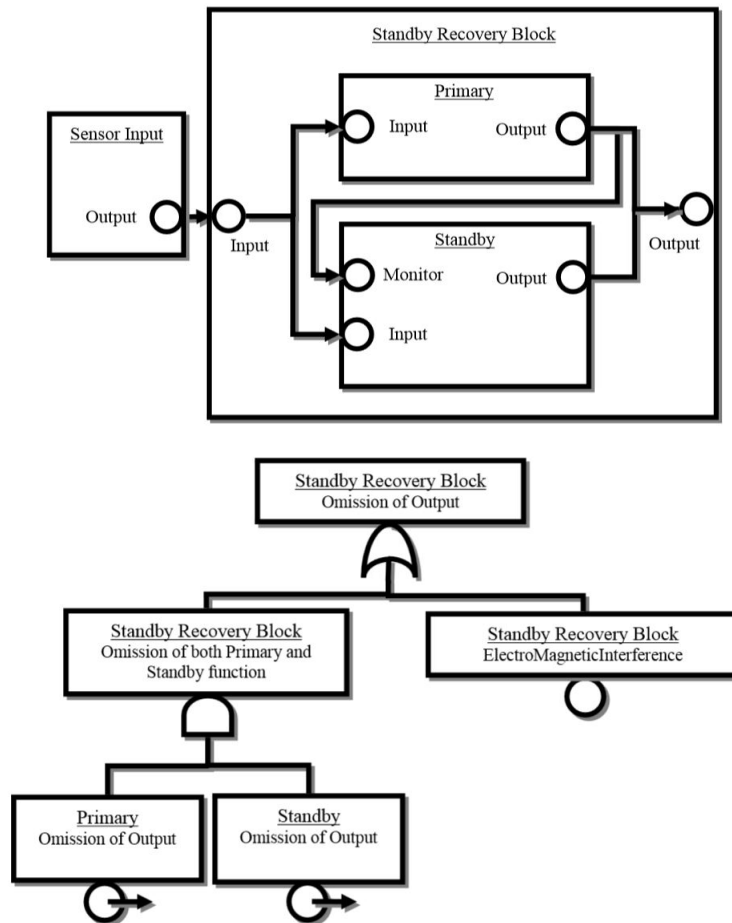 Standby Recovery Block
Primary
Input
Output
Sensor Input
Output
Input
Standby
Monitor
Output
Input
Output
Standby Recovery Block
Omission of Output
Standby Recovery Block
Omission of both Primary and
Standby function
Standby Recovery Block
ElectroMagneticInterference
Primary
Omission of Output
Standby
Omission of Output